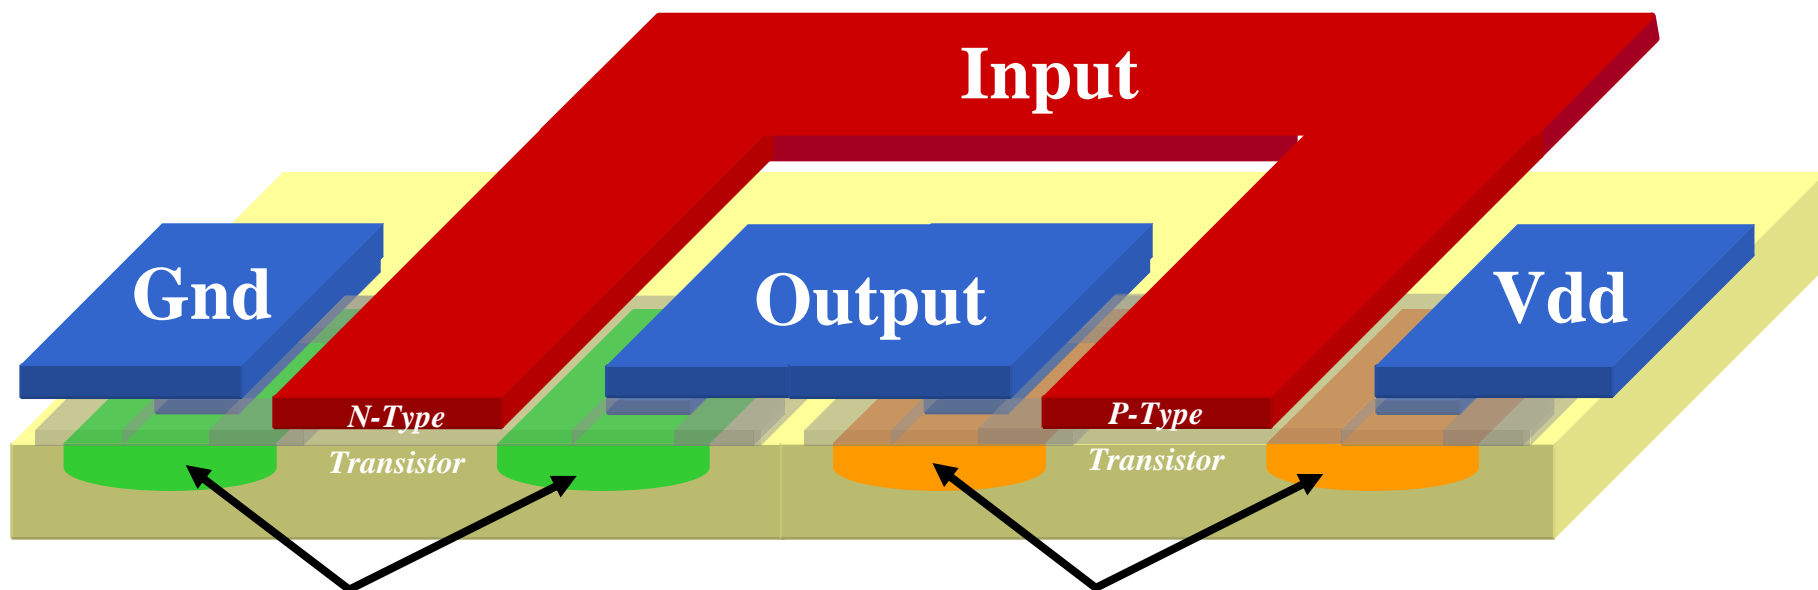 Input
Gnd
Output
Vdd
N-Type
Transistor
P-Type
Transistor